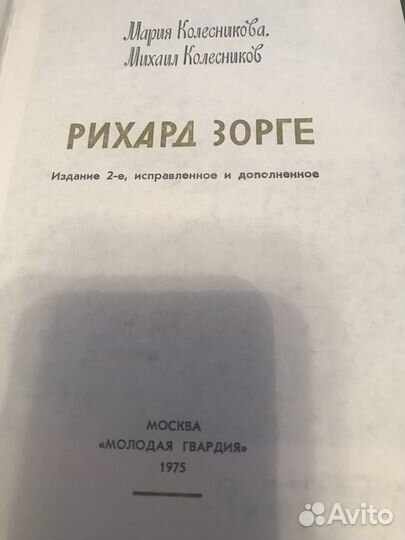 Мария Колесникова,
Михаил Колесников
РИХАРД ЗОРГЕ
Издание 2-е, исправленное и дополненное
МОСКВА
«МОЛОДАЯ ГВАРДИЯ»
1975
Avito